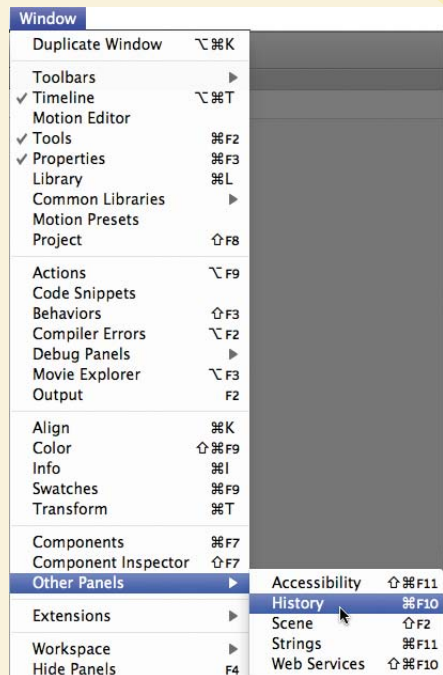 Window
Duplicate Window ⌥⌘K
Toolbars ▶
✓ Timeline ⌥⌘T
Motion Editor
✓ Tools ⌘F2
✓ Properties ⌘F3
Library ⌘L
Common Libraries ▶
Motion Presets
Project ⇧F8
Actions ⌥F9
Code Snippets
Behaviors ⇧F3
Compiler Errors ⌥F2
Debug Panels ▶
Movie Explorer ⌥F3
Output F2
Align ⌘K
Color ⇧⌘F9
Info ⌘I
Swatches ⌘F9
Transform ⌘T
Components ⌘F7
Component Inspector ⇧F7
Other Panels ▶
Accessibility ⇧⌘F11
History ⌘F10
Scene ⇧F2
Strings ⌘F11
Web Services ⇧⌘F10
Extensions ▶
Workspace ▶
Hide Panels F4